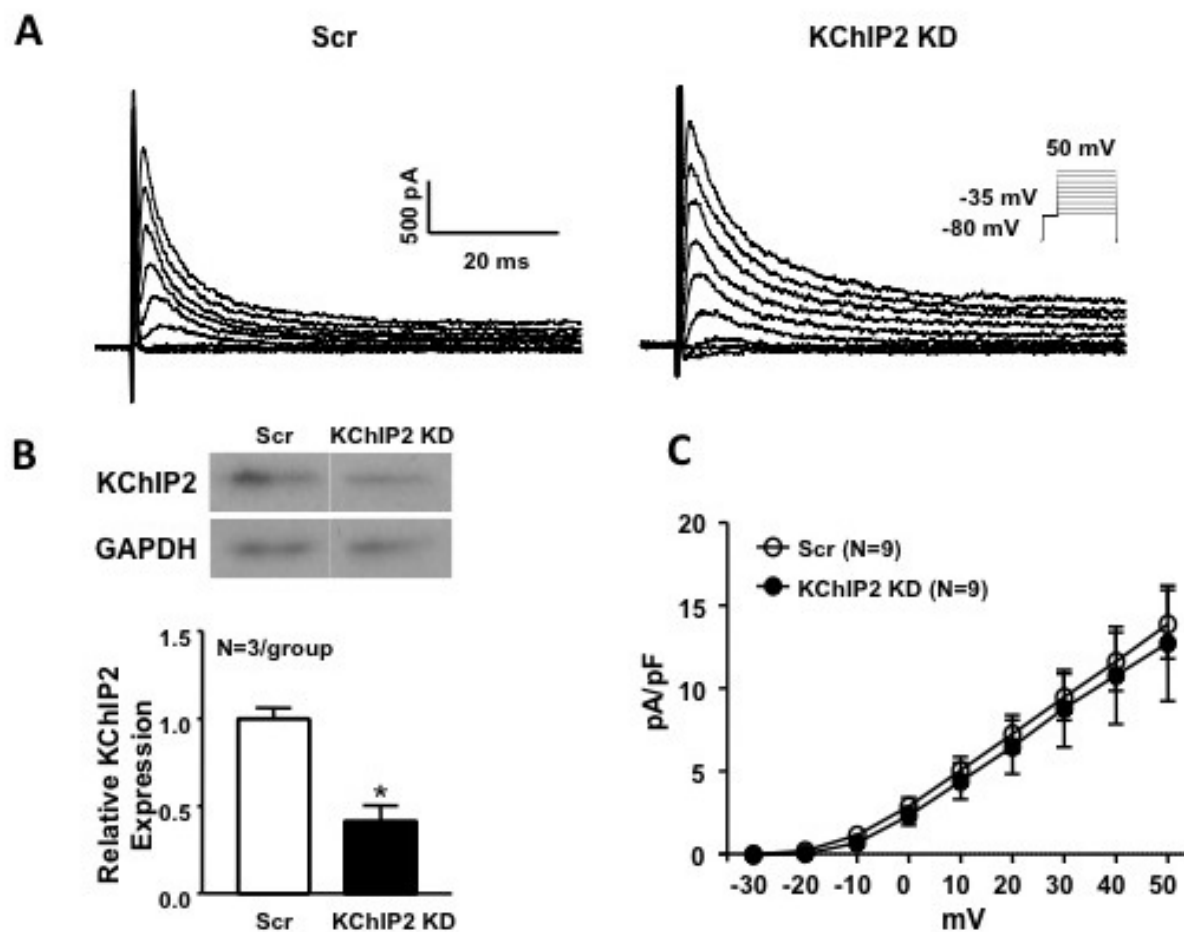 A
Scr
KChIP2 KD
500 pA
20 ms
50 mV
-35 mV
-80 mV
B
Scr KChIP2 KD
KChIP2
GAPDH
Relative KChIP2
Expression
1.5
1.0
0.5
0.0
N=3/group
*
Scr KChIP2 KD
C
pA/pF
20
15
10
5
0
Scr (N=9)
KChIP2 KD (N=9)
-30 -20 -10 0 10 20 30 40 50
mV